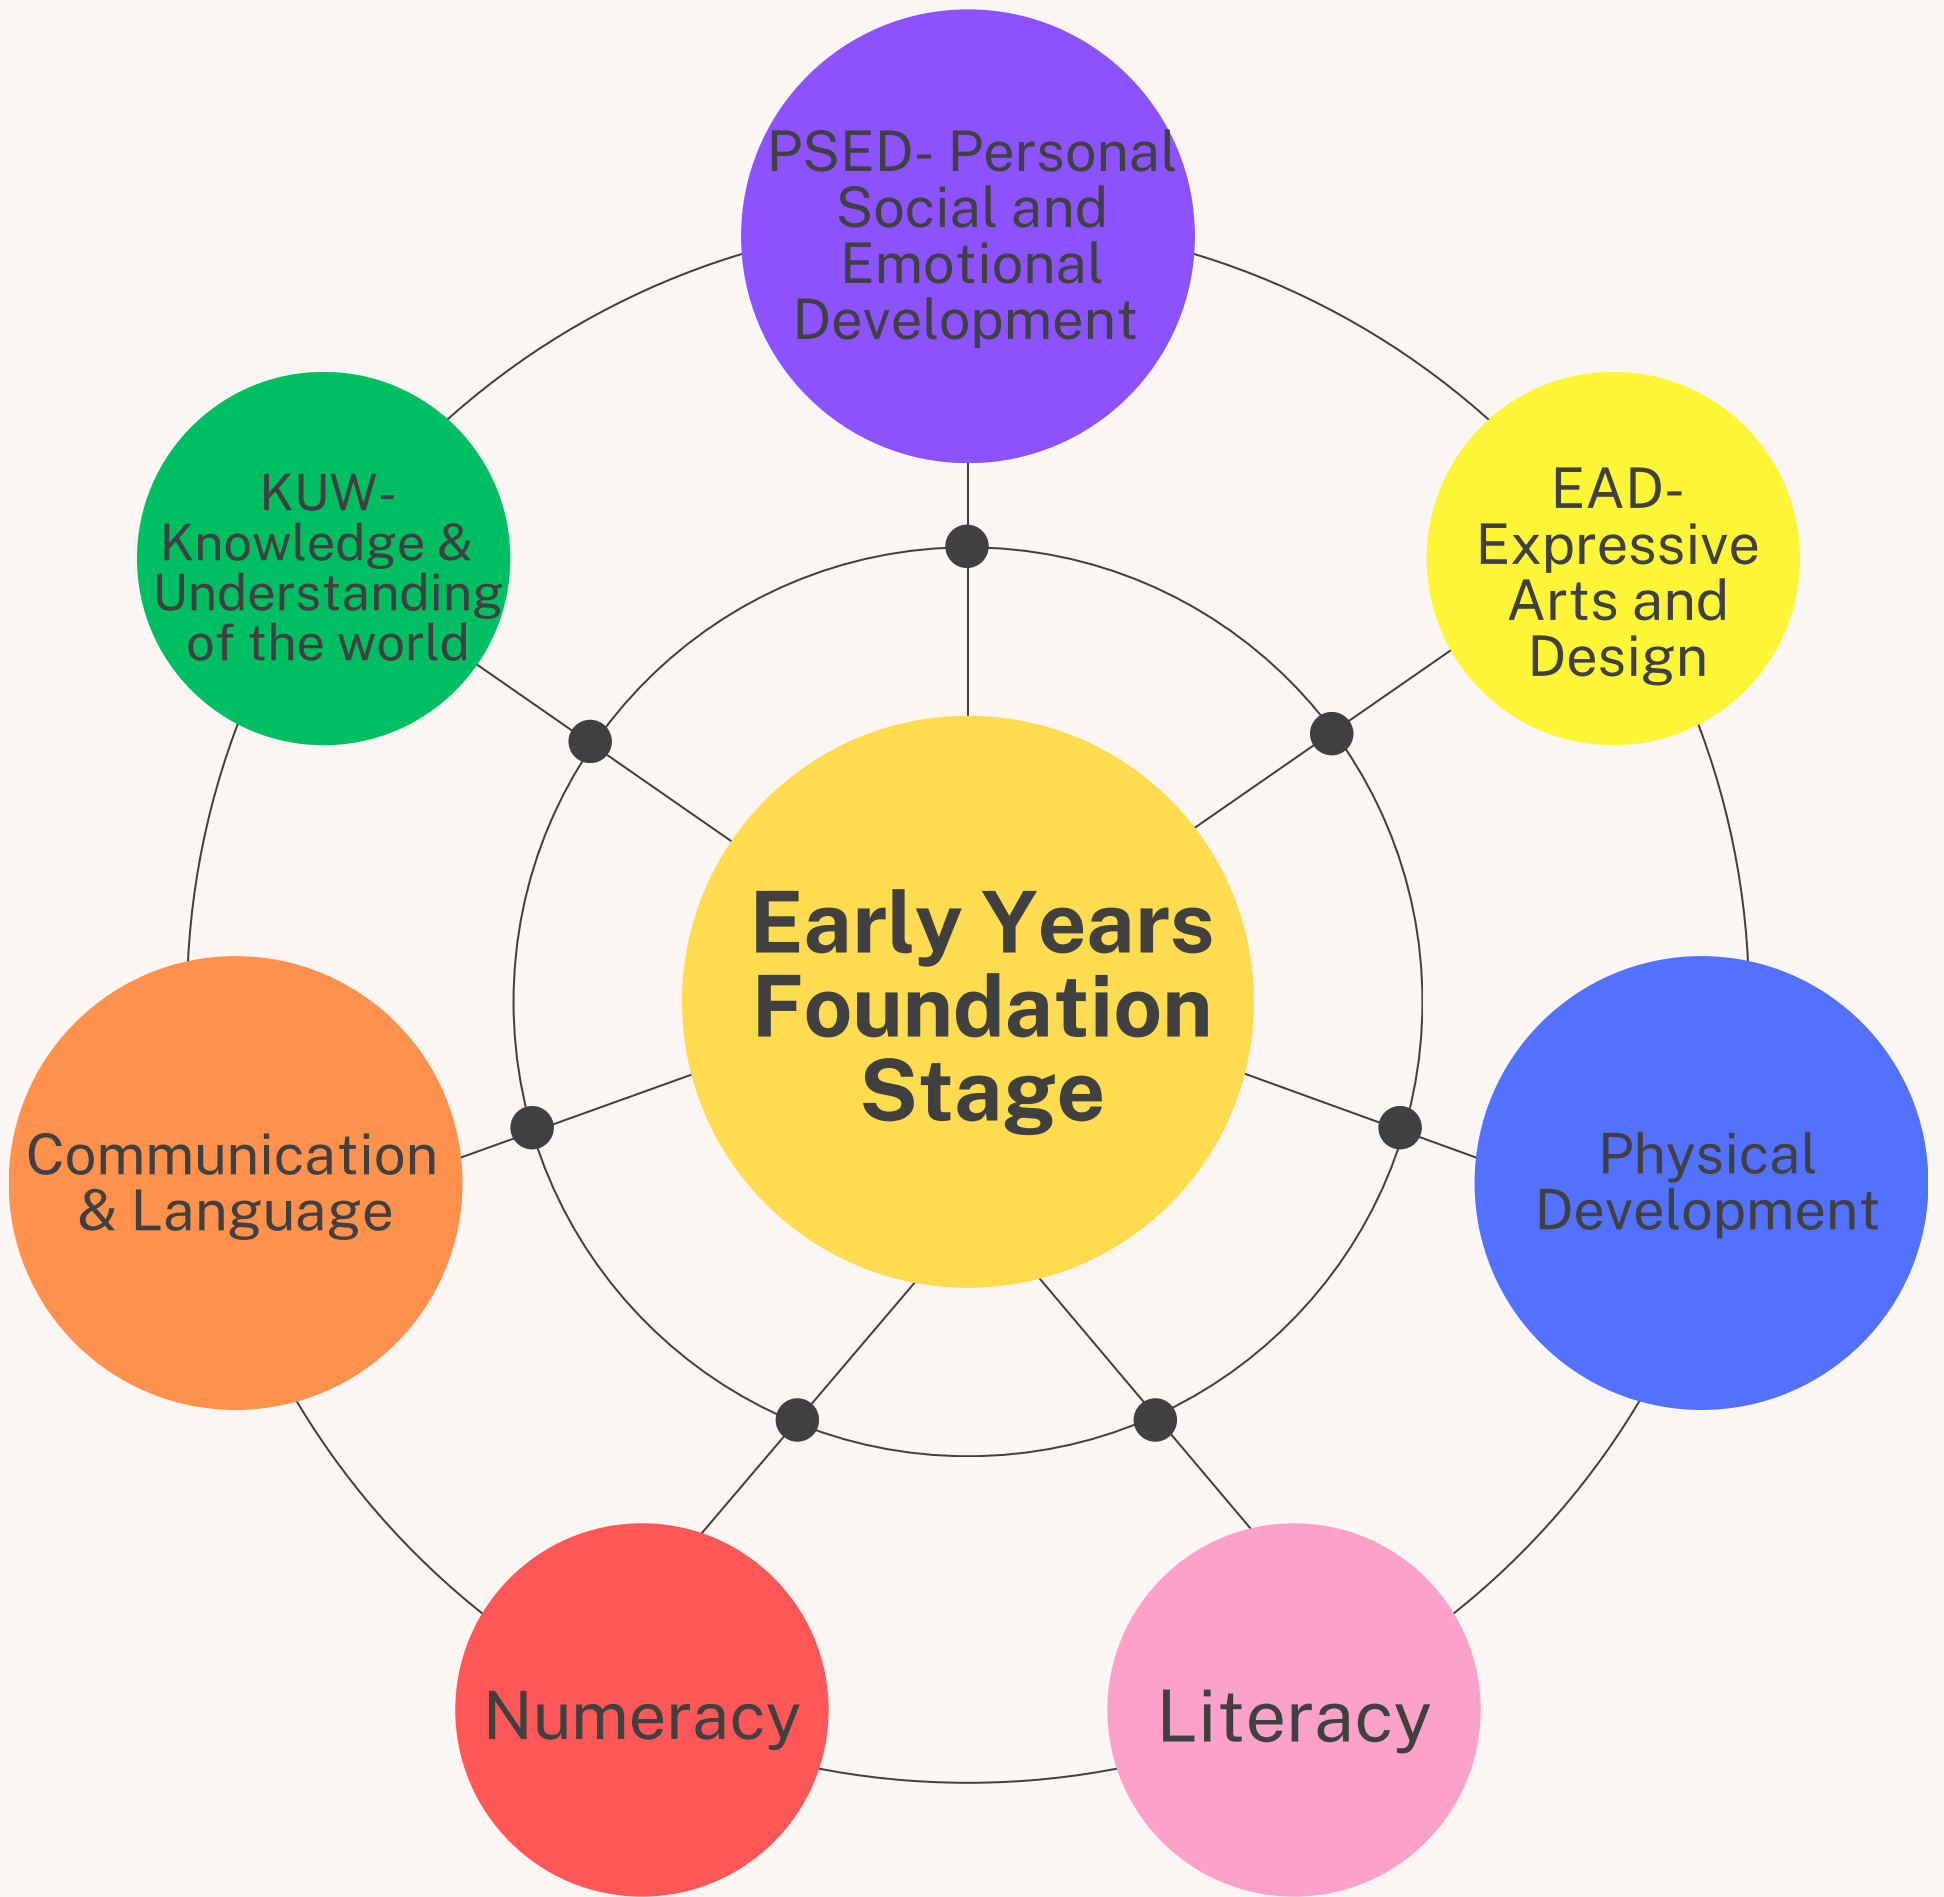 PSED- Personal
Social and
Emotional
Development
KUW-
Knowledge &
Understanding
of the world
EAD-
Expressive
Arts and
Design
Early Years
Foundation
Stage
Communication
& Language
Physical
Development
Numeracy
Literacy